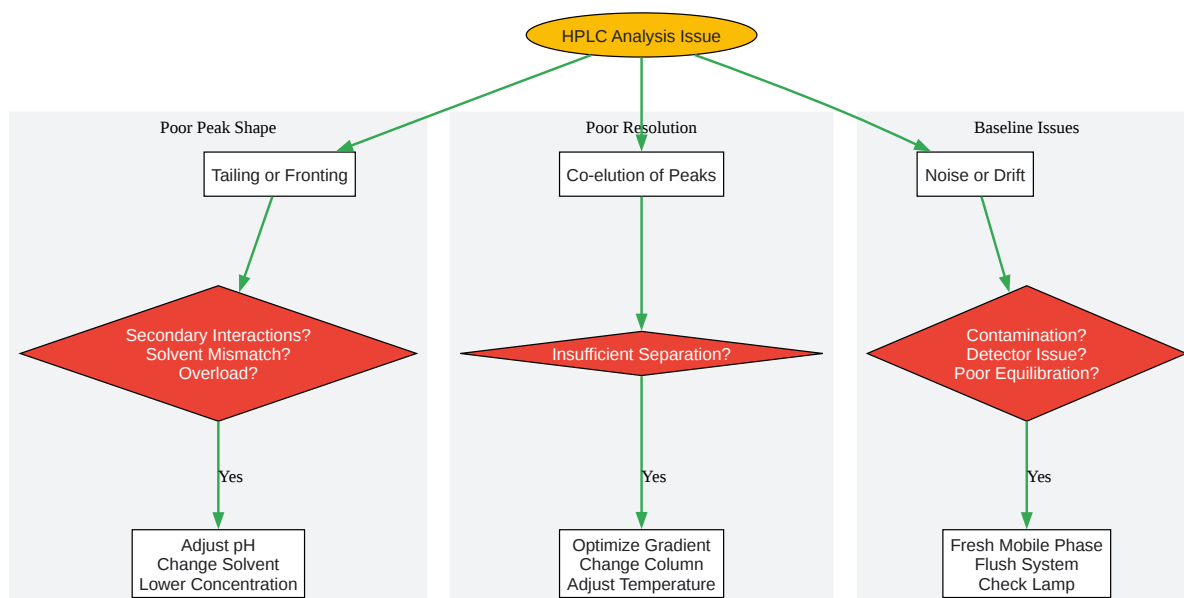 HPLC Analysis Issue
Poor Peak Shape
Poor Resolution
Baseline Issues
Tailing or Fronting
Co-elution of Peaks
Noise or Drift
Secondary Interactions?
Solvent Mismatch?
Overload?
Insufficient Separation?
Contamination?
Detector Issue?
Poor Equilibration?
Yes
Yes
Yes
Adjust pH
Change Solvent
Lower Concentration
Optimize Gradient
Change Column
Adjust Temperature
Fresh Mobile Phase
Flush System
Check Lamp